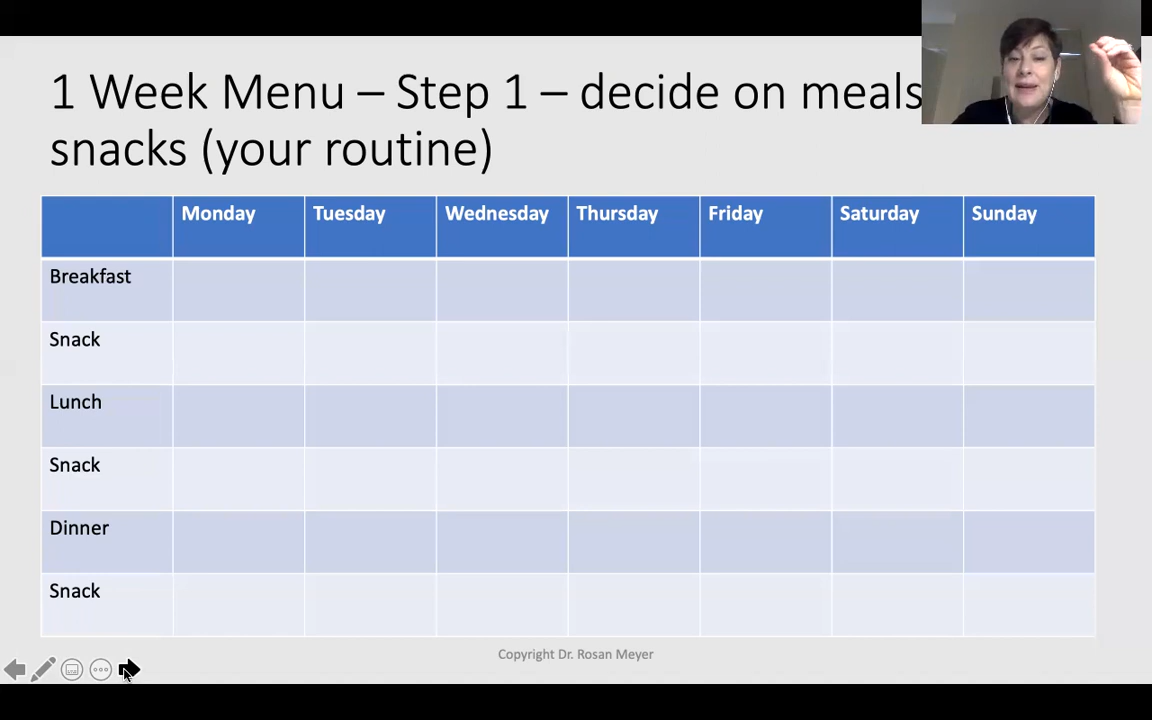 1 Week Menu – Step 1 – decide on meals
snacks (your routine)
Monday Tuesday Wednesday Thursday Friday Saturday Sunday
Breakfast
Snack
Lunch
Snack
Dinner
Snack
Copyright Dr. Rosan Meyer